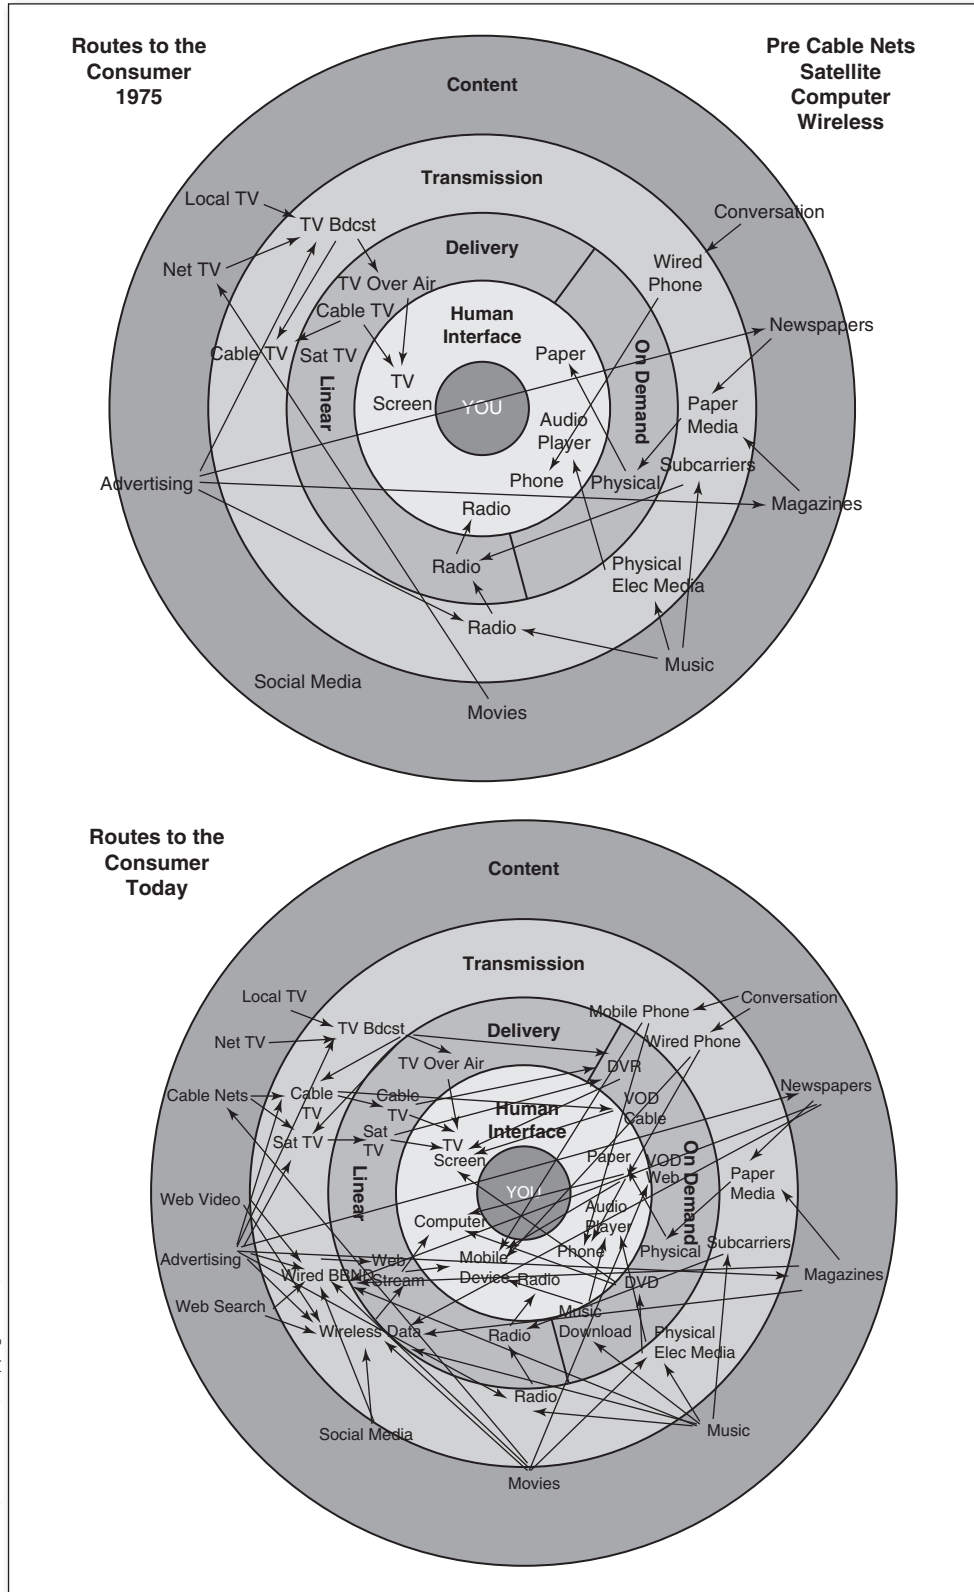 Routes to the
Consumer
1975
Pre Cable Nets
Satellite
Computer
Wireless
Content
Transmission
Local TV
TV Bdcst
Conversation
Delivery
Wired
Phone
Net TV
TV Over Air
Cable TV
Human
Interface
Newspapers
Cable TV
Sat TV
Paper
On Demand
Linear
TV
Screen
YOU
Paper
Media
Audio
Player
Subcarriers
Advertising
Phone
Physical
Magazines
Radio
Radio
Physical
Elec Media
Radio
Music
Social Media
Movies
Routes to the
Consumer
Today
Content
Transmission
Local TV
Conversation
Mobile Phone
TV Bdcst
Delivery
Net TV
Wired Phone
TV Over Air
DVR
Cable Nets
Cable
TV
Cable
TV
Human
Interface
VOD
Cable
Newspapers
Sat TV
Sat
TV
TV
Screen
Paper
VOD
Web
On Demand
Linear
YOU
Paper
Media
Web Video
Audio
Player
Computer
Subcarriers
Advertising
Web
Stream
Mobile
Device
Phone
Physical
Wired BBND
Radio
DVD
Magazines
Web Search
Wireless Data
Radio
Music
Download
Physical
Elec Media
Radio
Social Media
Music
Movies